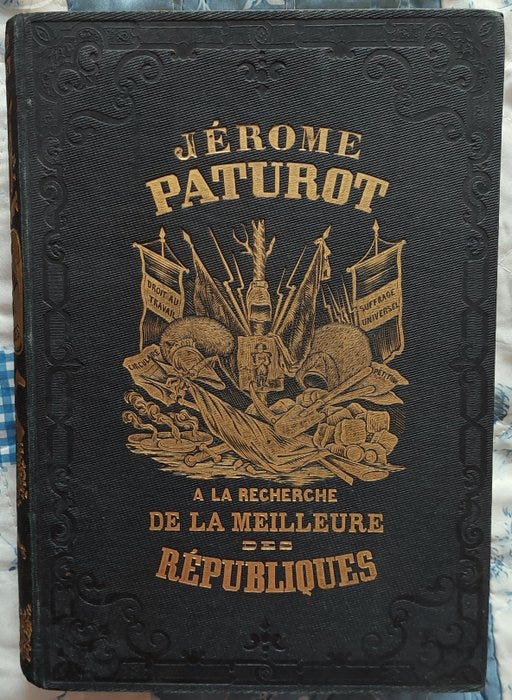 JÉROME
PATUROT
DROIT AU
TRAVAIL
SUFFRAGE
UNIVERSEL
A LA RECHERCHE
DE LA MEILLEURE
DES
RÉPUBLIQUES